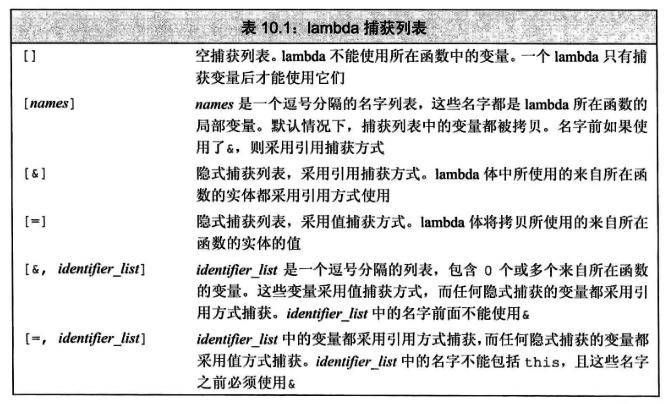 表 10.1：lambda 捕获列表
[] 空捕获列表。lambda 不能使用所在函数中的变量。一个 lambda 只有捕
获变量后才能使用它们
[names] names 是一个逗号分隔的名字列表，这些名字都是 lambda 所在函数的
局部变量。默认情况下，捕获列表中的变量都被拷贝。名字前如果使
用了&，则采用引用捕获方式
[&] 隐式捕获列表，采用引用捕获方式。lambda 体中所使用的来自所在函
数的实体都采用引用方式使用
[=] 隐式捕获列表，采用值捕获方式。lambda 体将拷贝所使用的来自所在
函数的实体的值
[&, identifier_list] identifier_list 是一个逗号分隔的列表，包含 0 个或多个来自所在函数
的变量。这些变量采用值捕获方式，而任何隐式捕获的变量都采用引
用方式捕获。identifier_list 中的名字前面不能使用&
[=, identifier_list] identifier_list 中的变量都采用引用方式捕获，而任何隐式捕获的变量都
采用值方式捕获。identifier_list 中的名字不能包括 this，且这些名字
之前必须使用&